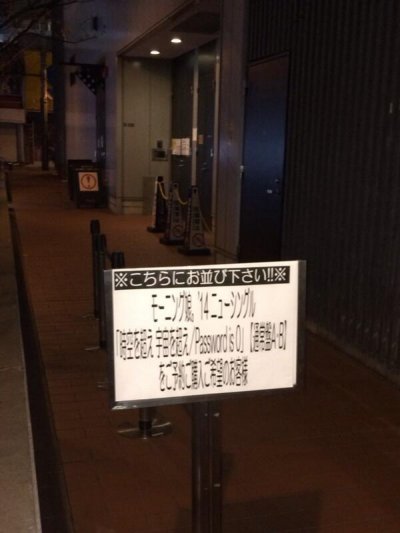 ※こちらにお並び下さい!!※
モーニング娘。'14 ニューシングル
「時空を超え 宇宙を超え/Password is 0」【通常盤A・B】
をご予約ご購入ご希望のお客様